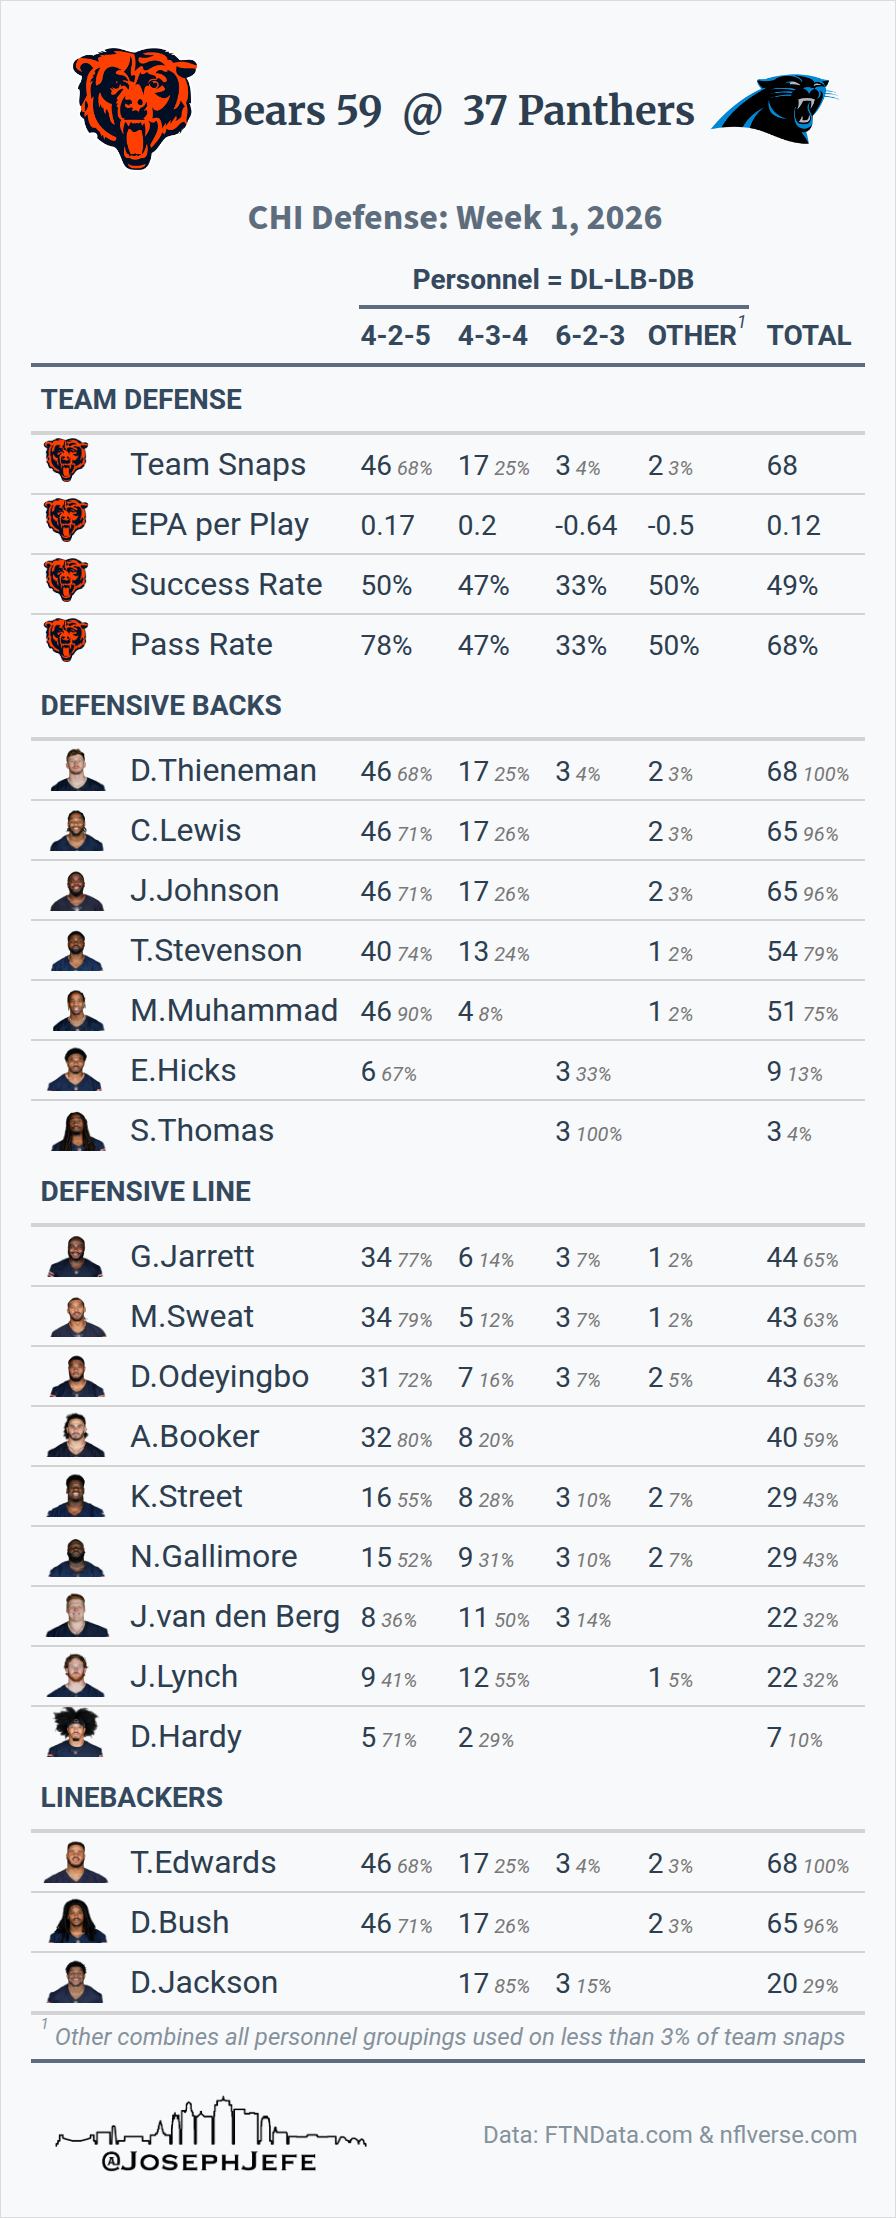 Bears 59 @ 37 Panthers
CHI Defense: Week 1, 2026
Personnel = DL-LB-DB
4-2-5 4-3-4 6-2-3 OTHER1 TOTAL
TEAM DEFENSE
Team Snaps 46 68% 17 25% 3 4% 2 3% 68
EPA per Play 0.17 0.2 -0.64 -0.5 0.12
Success Rate 50% 47% 33% 50% 49%
Pass Rate 78% 47% 33% 50% 68%
DEFENSIVE BACKS
D.Thieneman 46 68% 17 25% 3 4% 2 3% 68 100%
C.Lewis 46 71% 17 26% 2 3% 65 96%
J.Johnson 46 71% 17 26% 2 3% 65 96%
T.Stevenson 40 74% 13 24% 1 2% 54 79%
M.Muhammad 46 90% 4 8% 1 2% 51 75%
E.Hicks 6 67% 3 33% 9 13%
S.Thomas 3 100% 3 4%
DEFENSIVE LINE
G.Jarrett 34 77% 6 14% 3 7% 1 2% 44 65%
M.Sweat 34 79% 5 12% 3 7% 1 2% 43 63%
D.Odeyingbo 31 72% 7 16% 3 7% 2 5% 43 63%
A.Booker 32 80% 8 20% 40 59%
K.Street 16 55% 8 28% 3 10% 2 7% 29 43%
N.Gallimore 15 52% 9 31% 3 10% 2 7% 29 43%
J.van den Berg 8 36% 11 50% 3 14% 22 32%
J.Lynch 9 41% 12 55% 1 5% 22 32%
D.Hardy 5 71% 2 29% 7 10%
LINEBACKERS
T.Edwards 46 68% 17 25% 3 4% 2 3% 68 100%
D.Bush 46 71% 17 26% 2 3% 65 96%
D.Jackson 17 85% 3 15% 20 29%
1 Other combines all personnel groupings used on less than 3% of team snaps
@JOSEPHJEFE
Data: FTNData.com & nflverse.com